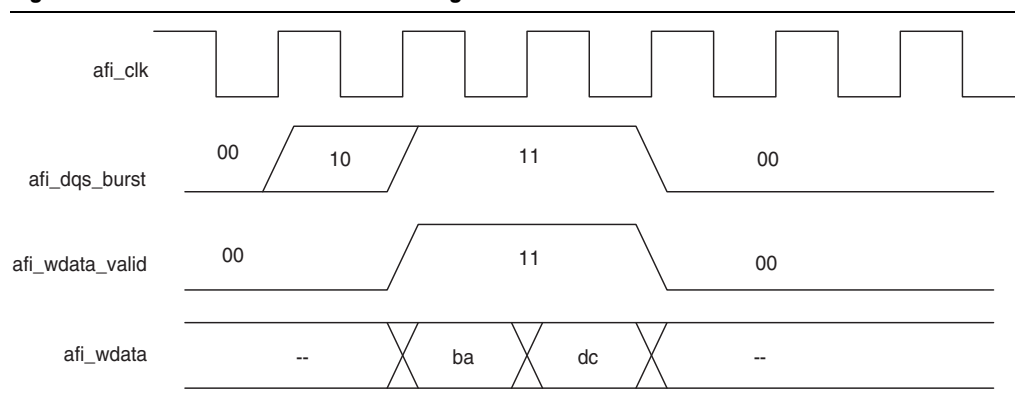 afi_clk
afi_dqs_burst 00 10 11 00
afi_wdata_valid 00 11 00
afi_wdata -- ba dc --